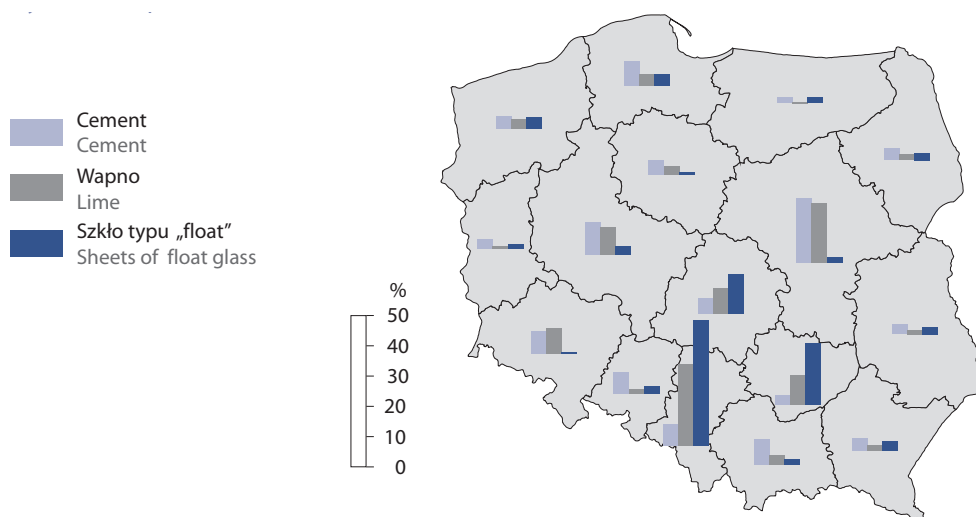 Cement
Cement
Wapno
Lime
Szkło typu „float”
Sheets of float glass
%
50
40
30
20
10
0